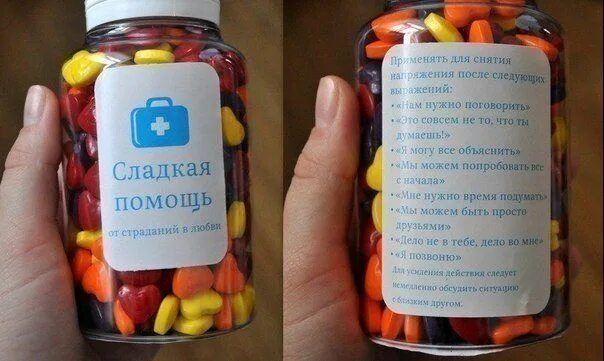 Сладкая
помощь
от страданий в любви
Применять для снятия
напряжения после следующих
выражений:
• «Нам нужно поговорить»
• «Это совсем не то, что ты
думаешь!»
• «Я могу все объяснить»
• «Мы можем попробовать все
с начала»
• «Мне нужно время подумать»
• «Мы можем быть просто
друзьями»
• «Дело не в тебе, дело во мне»
• «Я позвоню»
Для усиления действия следует
немедленно обсудить ситуацию
с близким другом.